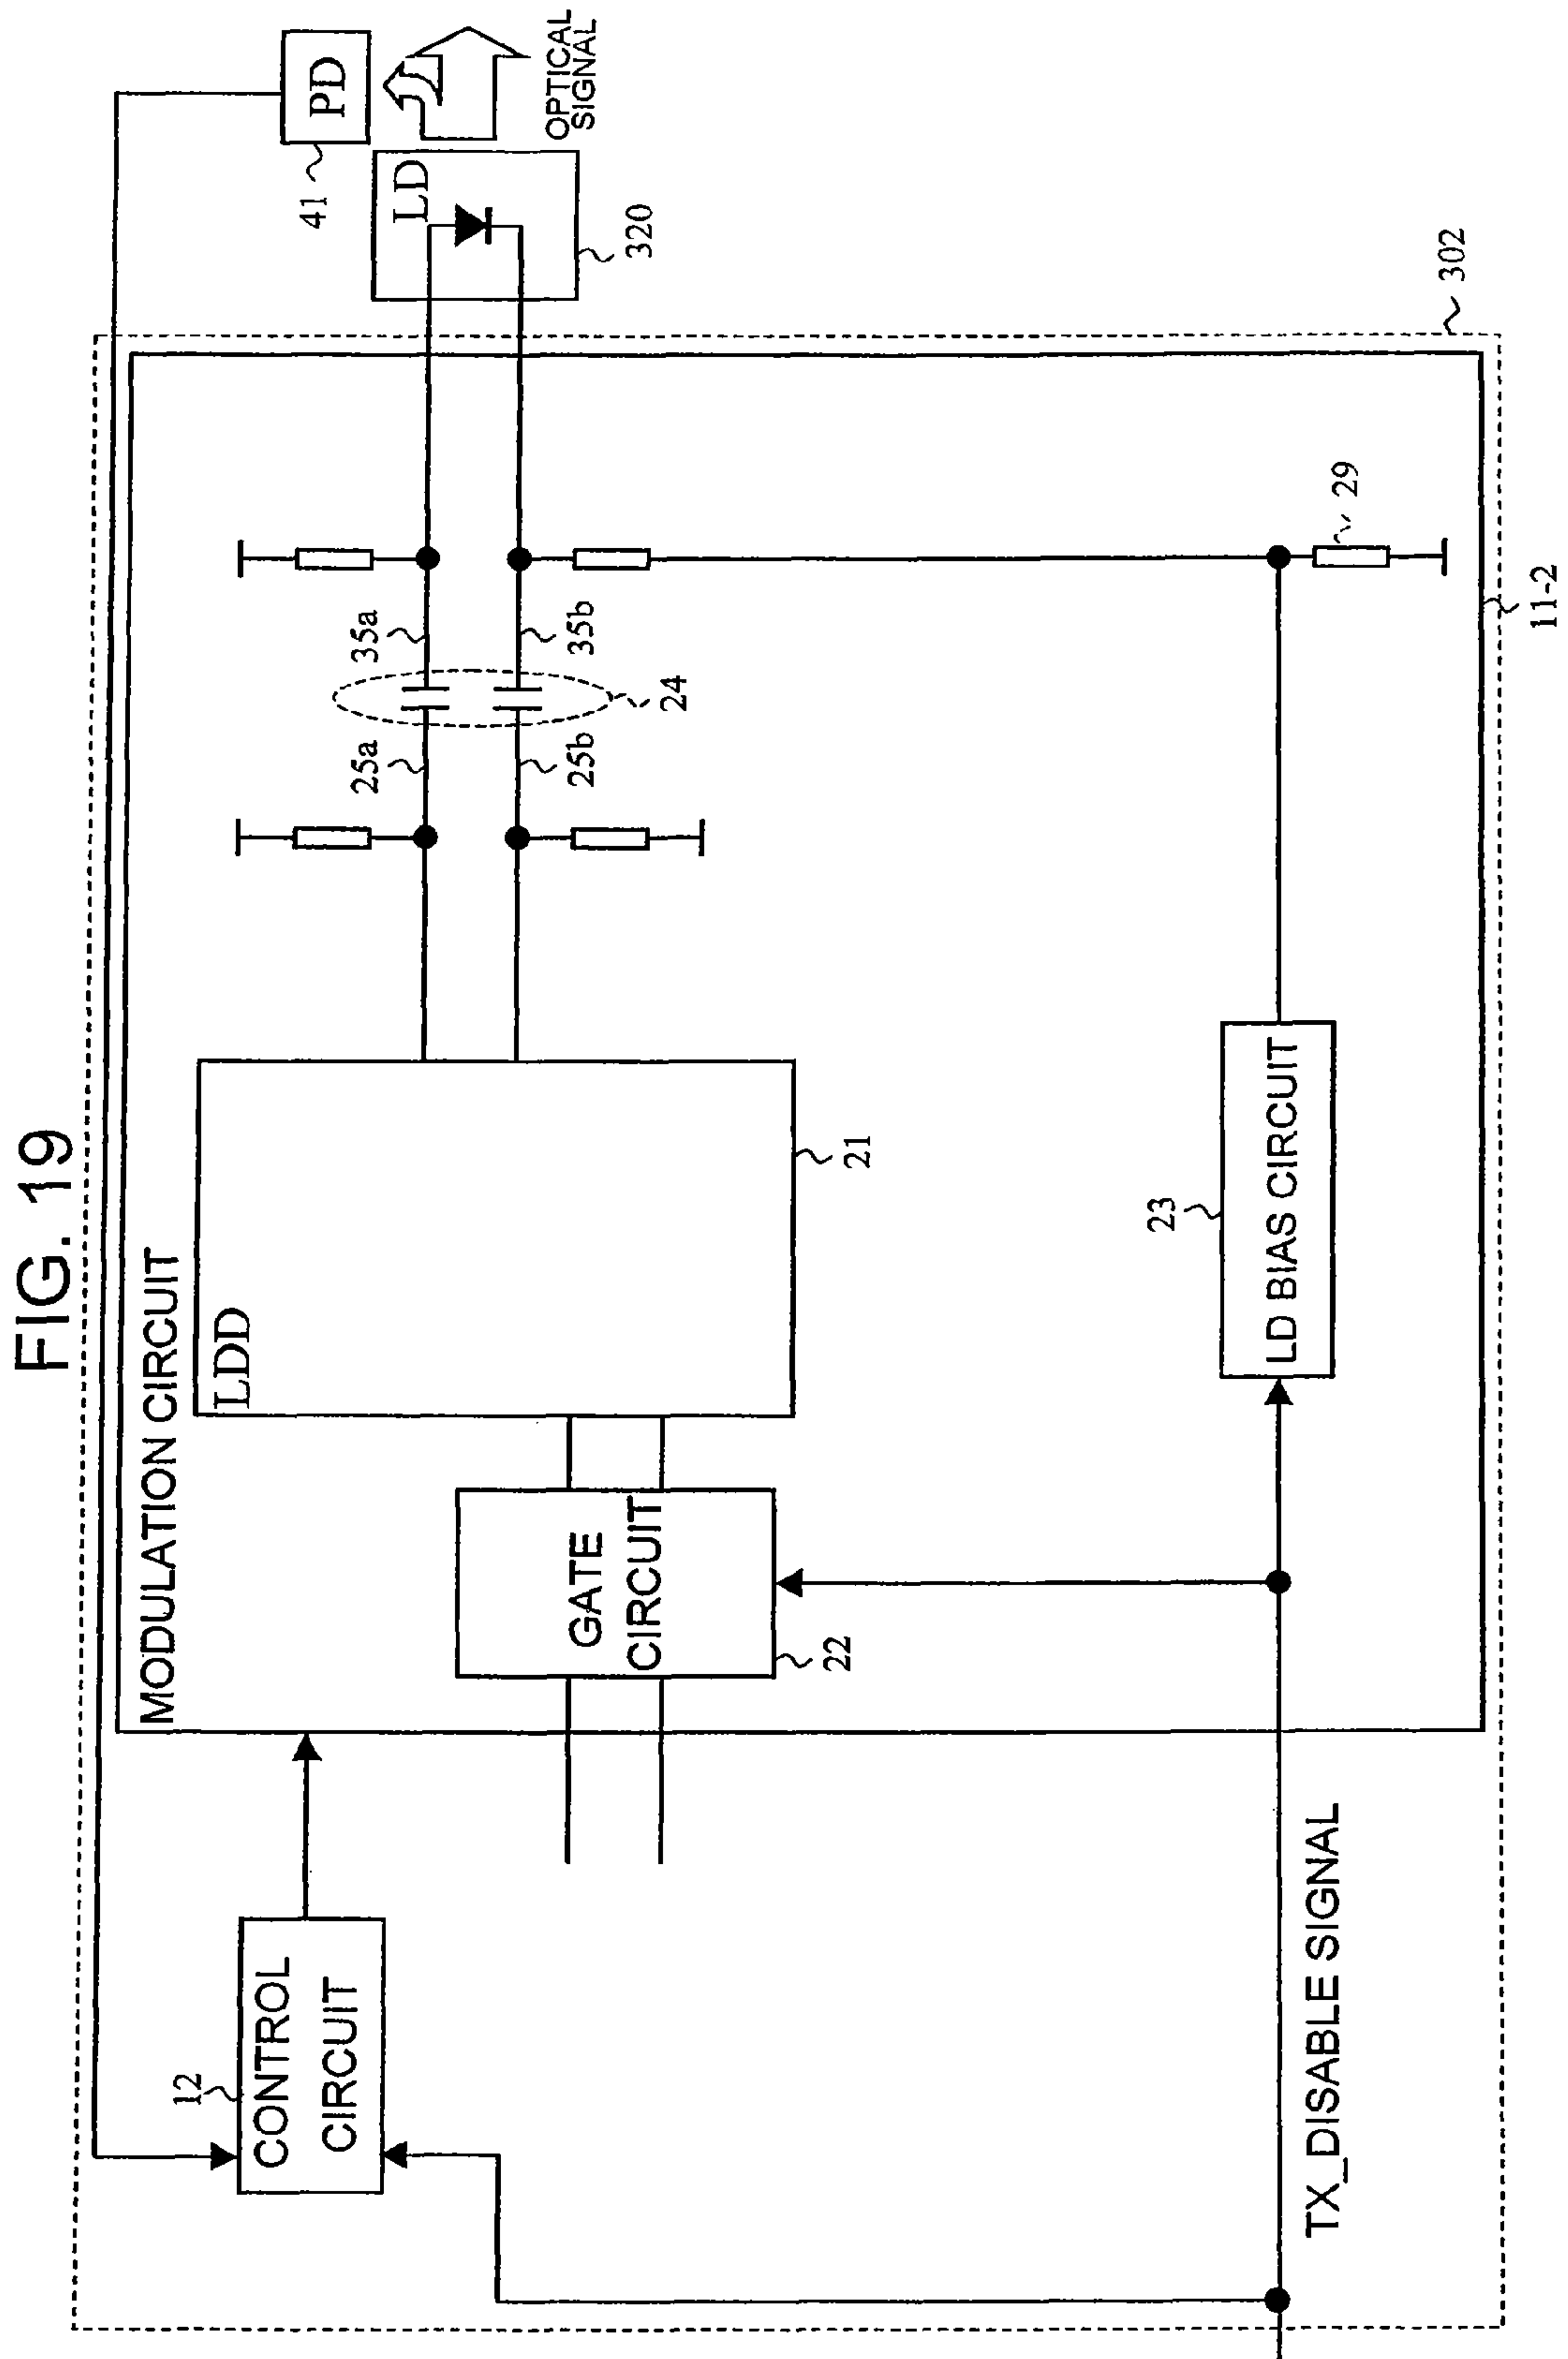 FIG. 19
MODULATION CIRCUIT
12
CONTROL
CIRCUIT
LDD
21
GATE
CIRCUIT
22
23
LD BIAS CIRCUIT
TX_DISABLE SIGNAL
25a
25b
35a
35b
24
29
LD
320
PD
41
OPTICAL
SIGNAL
302
11-2